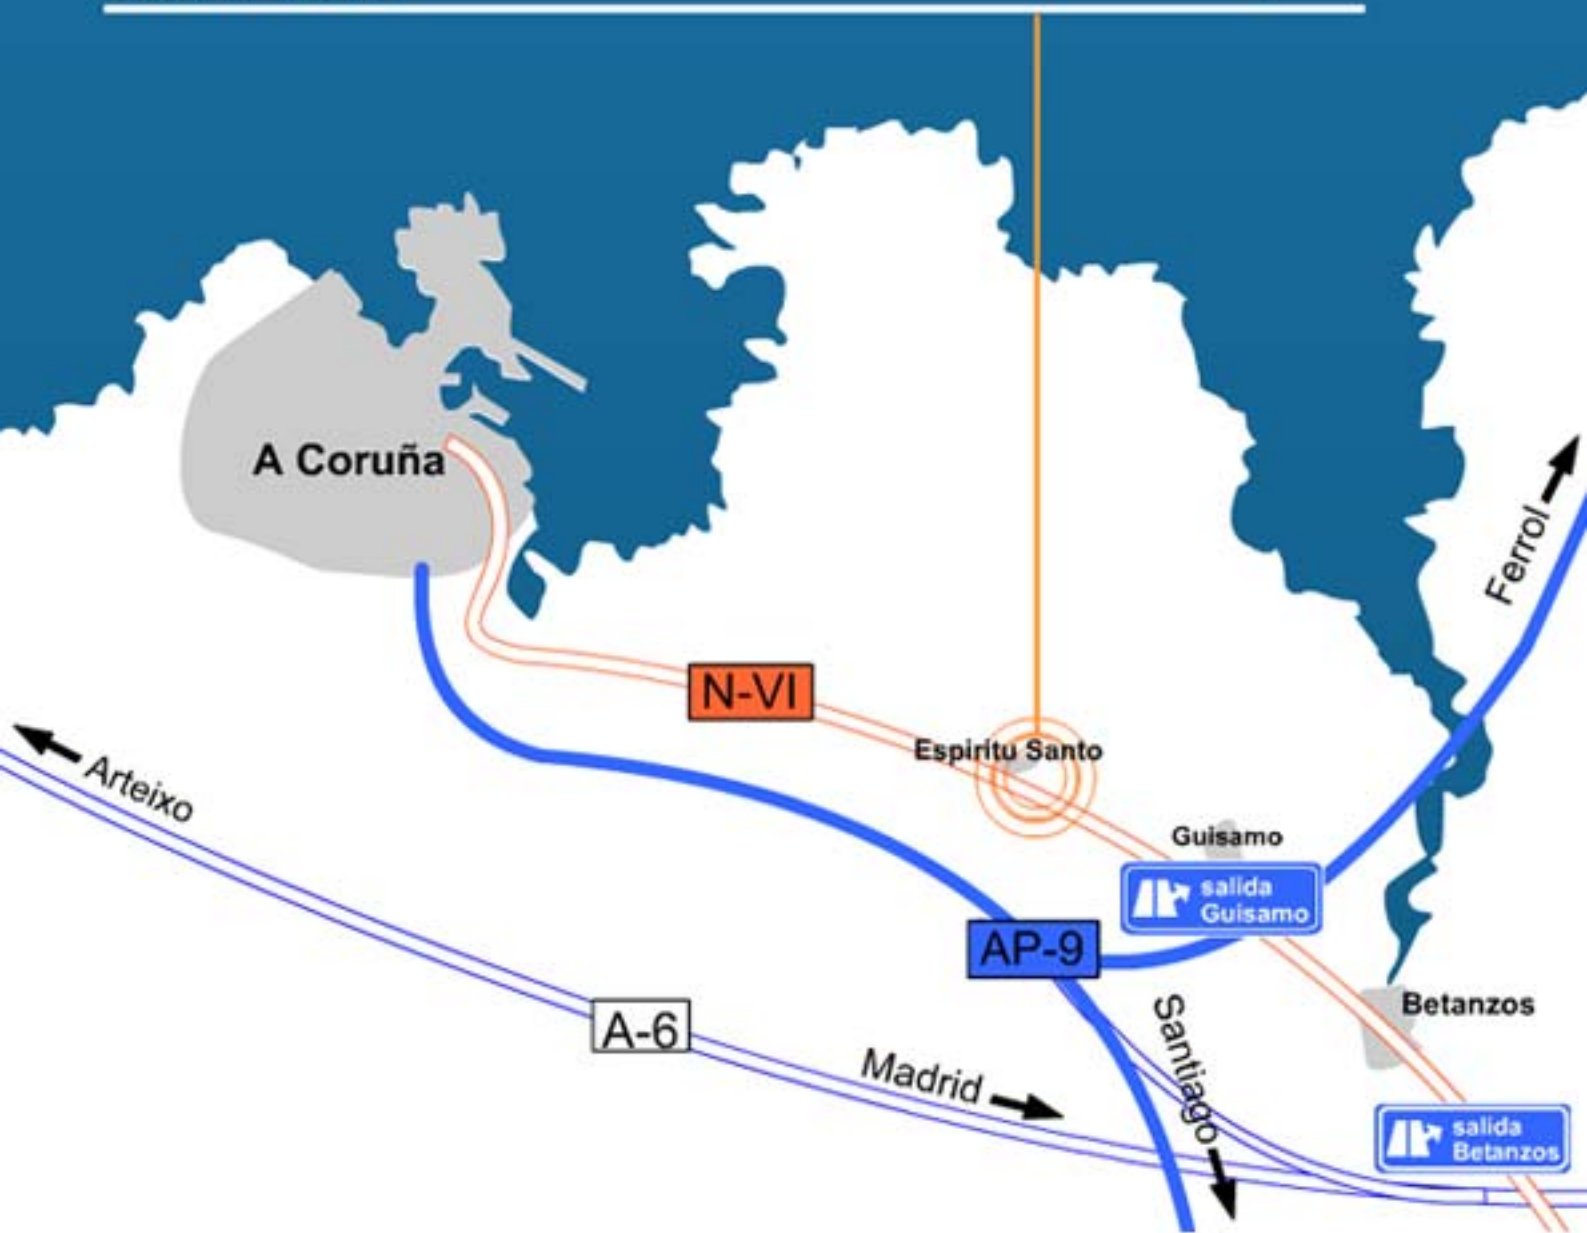 A Coruña
Ferrol
N-VI
Espiritu Santo
Arteixo
Guisamo
salida
Guisamo
AP-9
Betanzos
A-6
Santiago
Madrid
salida
Betanzos